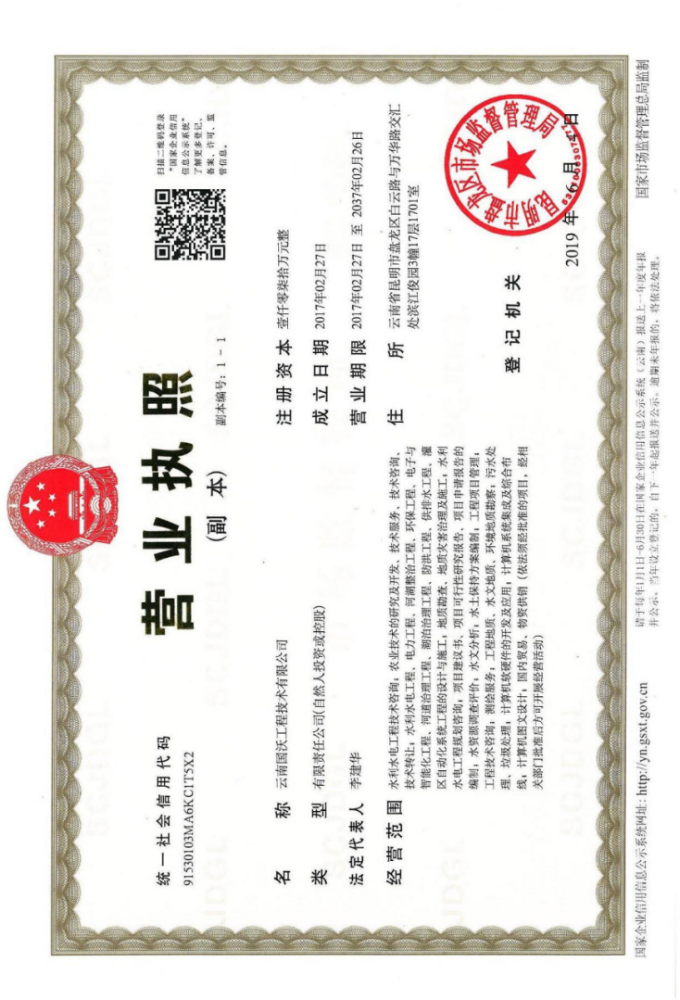 营业执照
(副 本)
副本编号: 1 - 1
扫描二维码登录
“国家企业信用
信息公示系统”
了解更多登记、
备案、许可、监
管信息。
统一社会信用代码
91530103MA6KC1T5X2
名 称 云南国沃工程技术有限公司
类 型 有限责任公司(自然人投资或控股)
法定代表人 李建华
经营范围 水利水电工程技术咨询；农业技术的研究及开发、技术服务、技术咨询、
技术转让；水利水电工程、电力工程、河湖整治工程、环保工程、电子与
智能化工程、河道治理工程、湖泊治理工程、防洪工程、供排水工程、灌
区自动化系统工程的设计与施工；地质勘查、地质灾害治理及施工；水利
水电工程规划咨询；项目建议书、项目可行性研究报告、项目申请报告的
编制；水资源调查评价；水文分析；水土保持方案编制；工程项目管理；
工程技术咨询；测绘服务；工程地质、水文地质、环境地质勘察；污水处
理、垃圾处理；计算机软硬件的开发及应用；计算机系统集成及综合布
线；计算机图文设计；国内贸易、物资供销（依法须经批准的项目，经相
关部门批准后方可开展经营活动）
注册资本 壹仟零柒拾万元整
成立日期 2017年02月27日
营业期限 2017年02月27日 至 2037年02月26日
住 所 云南省昆明市盘龙区白云路与万华路交汇
处滨江俊园3幢17层1701室
登记机关
昆明市盘龙区市场监督管理局
2019 年 6 月 4 日
国家企业信用信息公示系统网址: http://yn.gsxt.gov.cn
请于每年1月1日-6月30日在国家企业信用信息公示系统（云南）报送上一年度年报
并公示。当年设立登记的，自下一年起报送并公示。逾期未年报的，将依法处理。
国家市场监督管理总局监制